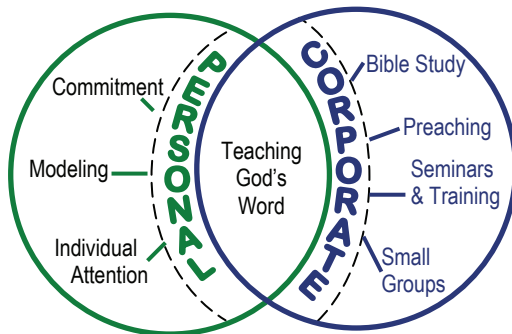 Commitment
Modeling
Individual
Attention
PERSONAL
Teaching
God's
Word
CORPORATE
Bible Study
Preaching
Seminars
& Training
Small
Groups